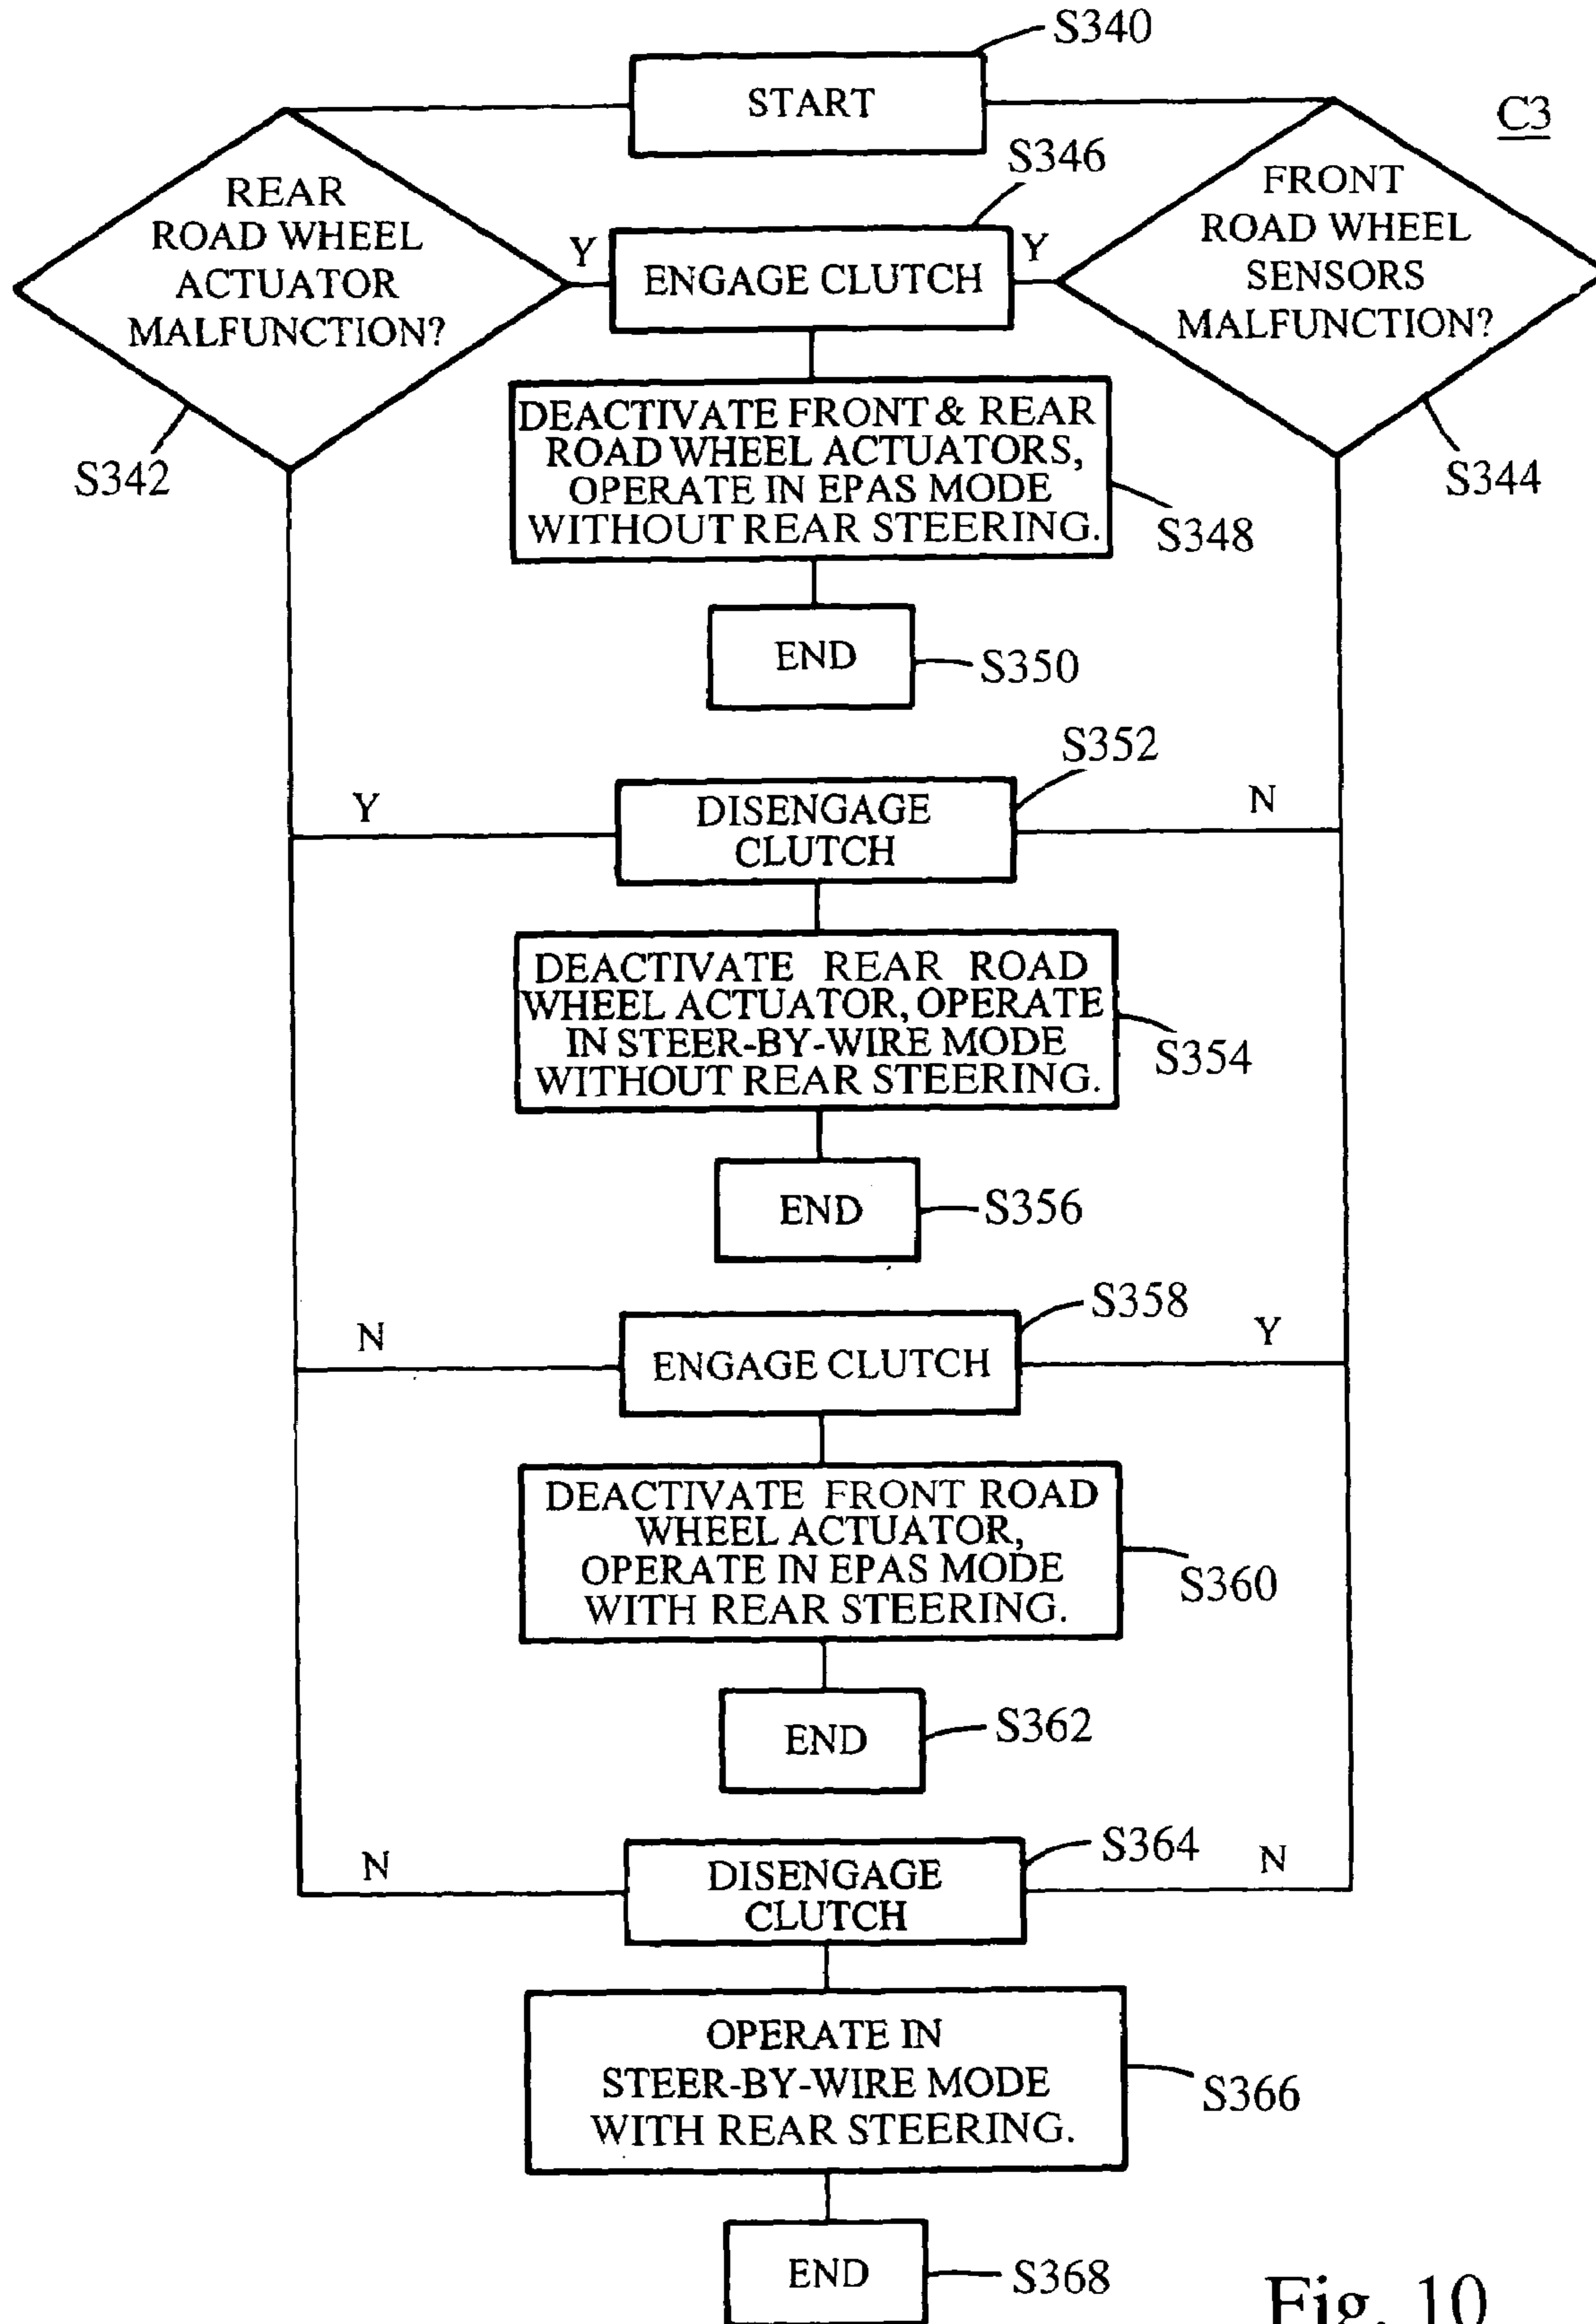 S340
START
C3
S346
REAR
ROAD WHEEL
ACTUATOR
MALFUNCTION?
Y
ENGAGE CLUTCH
Y
FRONT
ROAD WHEEL
SENSORS
MALFUNCTION?
S342
DEACTIVATE FRONT & REAR
ROAD WHEEL ACTUATORS,
OPERATE IN EPAS MODE
WITHOUT REAR STEERING.
S344
S348
END
S350
S352
Y
DISENGAGE
CLUTCH
N
DEACTIVATE REAR ROAD
WHEEL ACTUATOR, OPERATE
IN STEER-BY-WIRE MODE
WITHOUT REAR STEERING.
S354
END
S356
S358
N
ENGAGE CLUTCH
Y
DEACTIVATE FRONT ROAD
WHEEL ACTUATOR,
OPERATE IN EPAS MODE
WITH REAR STEERING.
S360
END
S362
S364
N
DISENGAGE
CLUTCH
N
OPERATE IN
STEER-BY-WIRE MODE
WITH REAR STEERING.
S366
END
S368
Fig. 10